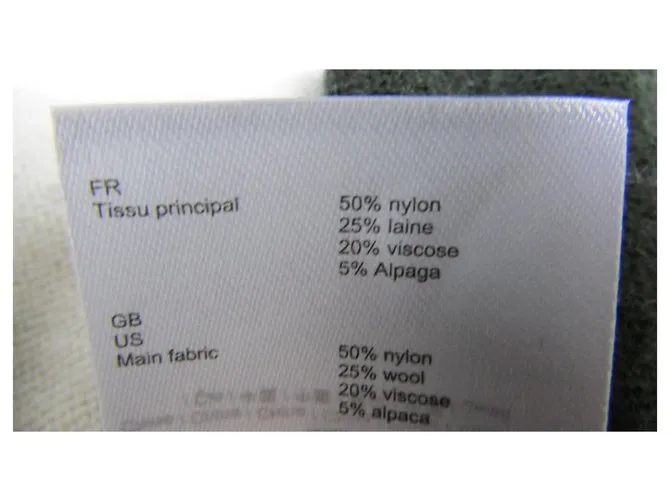 FR
Tissu principal
50% nylon
25% laine
20% viscose
5% Alpaga
GB
US
Main fabric
50% nylon
25% wool
20% viscose
5% alpaca